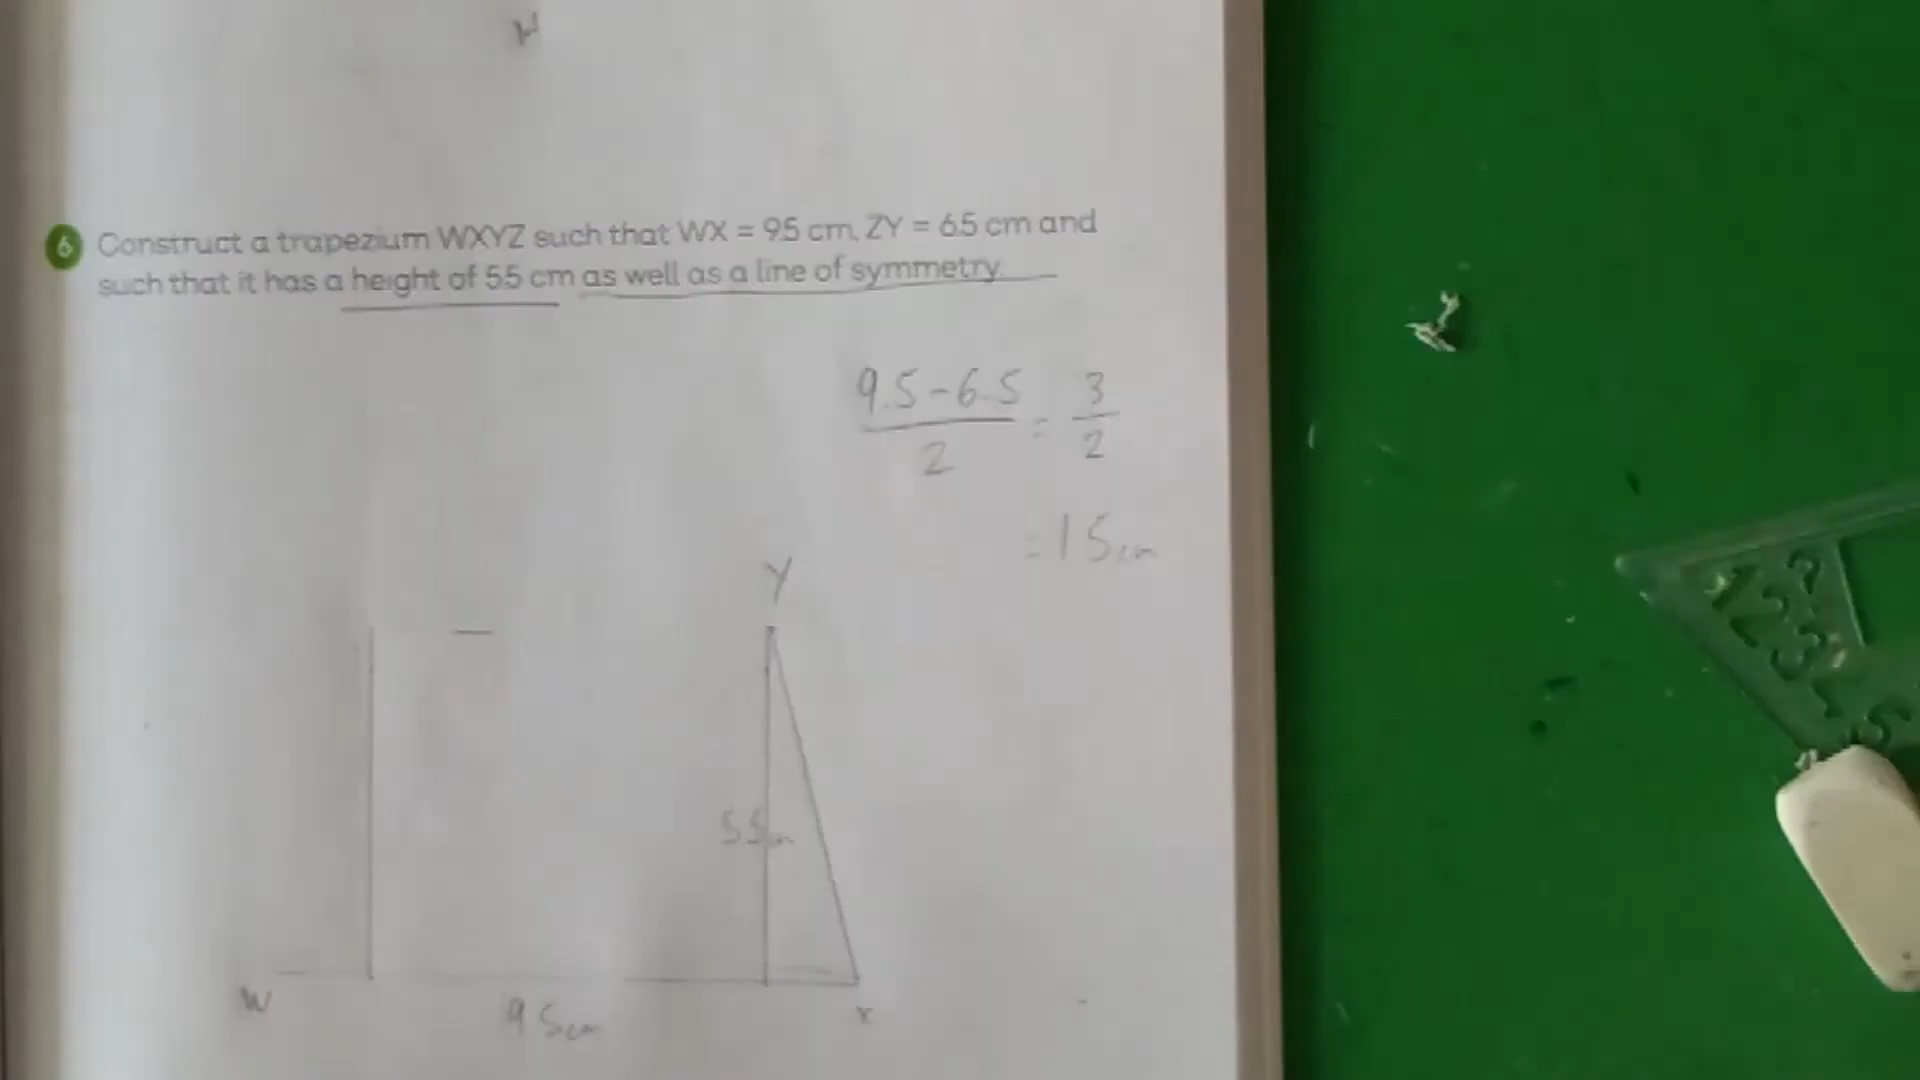 W
6 Construct a trapezium WXYZ such that WX = 9.5 cm, ZY = 6.5 cm and
such that it has a height of 5.5 cm as well as a line of symmetry.
9.5-6.5 / 2 = 3/2
= 1.5cm
Y
5.5cm
W
9.5cm
X